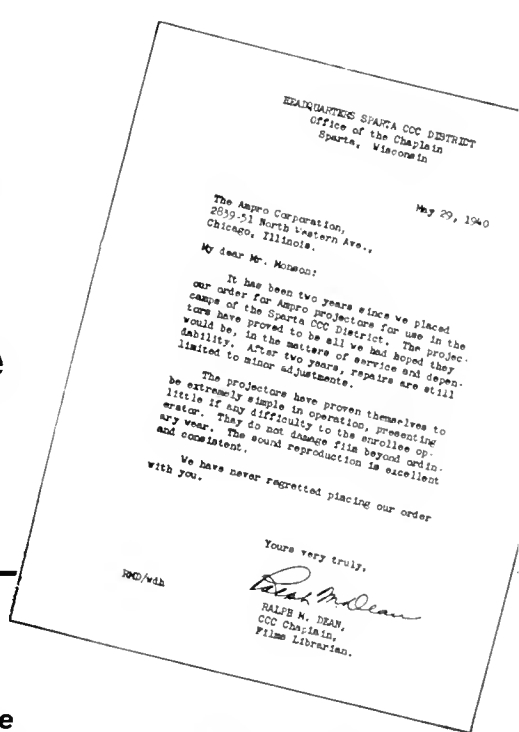 HEADQUARTERS SPARTA CCC DISTRICT
Office of the Chaplain
Sparta, Wisconsin
May 29, 1940
The Ampro Corporation,
2839-51 North Western Ave.,
Chicago, Illinois.
My dear Mr. Monson:
It has been two years since we placed
our order for Ampro projectors for use in the
camps of the Sparta CCC District. The projec-
tors have proved to be all we had hoped they
would be, in the matters of service and depen-
dability. After two years, repairs are still
limited to minor adjustments.
The projectors have proven themselves to
be extremely simple in operation, presenting
little if any difficulty to the enrollee op-
erator. They do not damage film beyond ordin-
ary wear. The sound reproduction is excellent
and consistent.
We have never regretted placing our order
with you.
Yours very truly,
Ralph M Dean
RMD/wdh
RALPH M. DEAN,
CCC Chaplain,
Films Librarian.
e
e